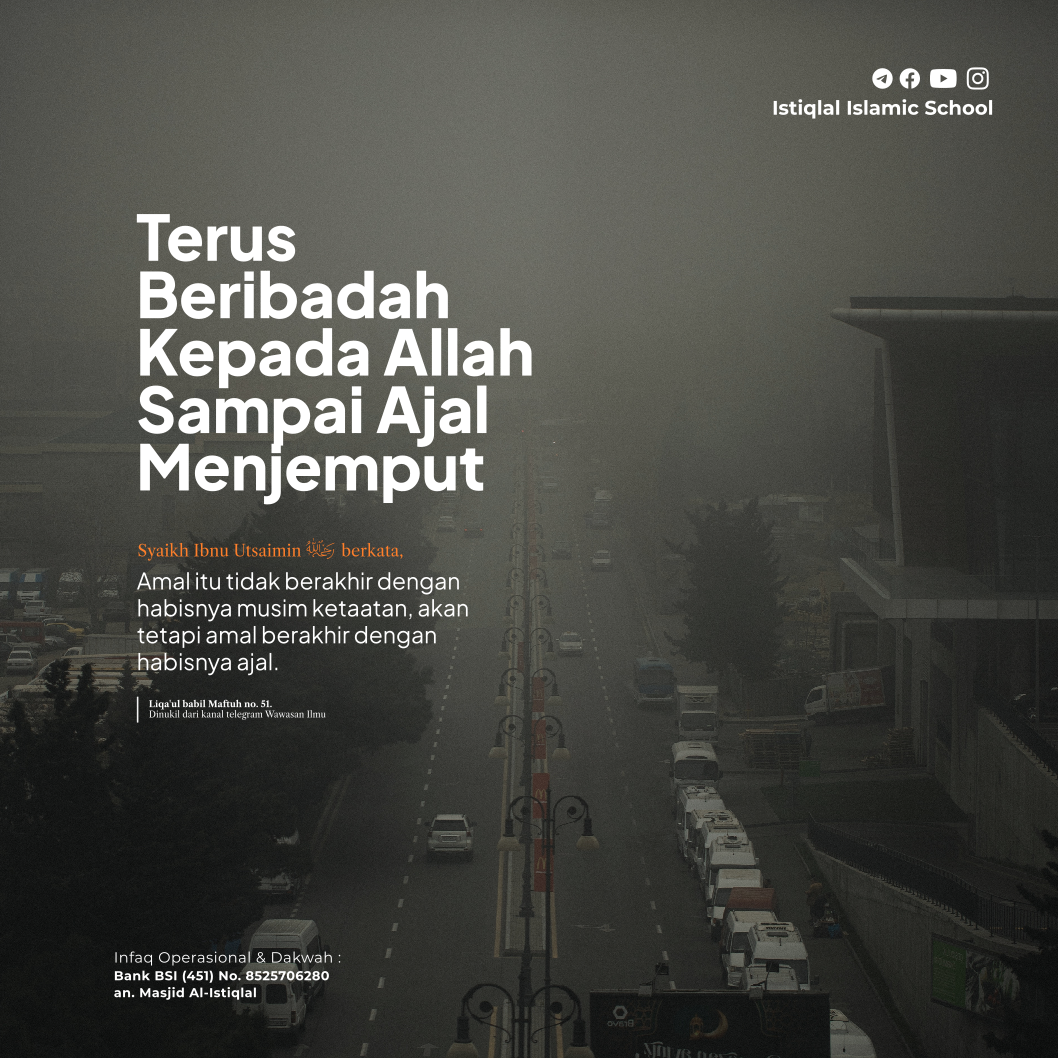 Istiqlal Islamic School
Terus
Beribadah
Kepada Allah
Sampai Ajal
Menjemput
Syaikh Ibnu Utsaimin رحمه الله berkata,
Amal itu tidak berakhir dengan
habisnya musim ketaatan, akan
tetapi amal berakhir dengan
habisnya ajal.
Liqa'ul babil Maftuh no. 51.
Dinukil dari kanal telegram Wawasan Ilmu
Infaq Operasional & Dakwah :
Bank BSI (451) No. 8525706280
an. Masjid Al-Istiqlal
Bravo